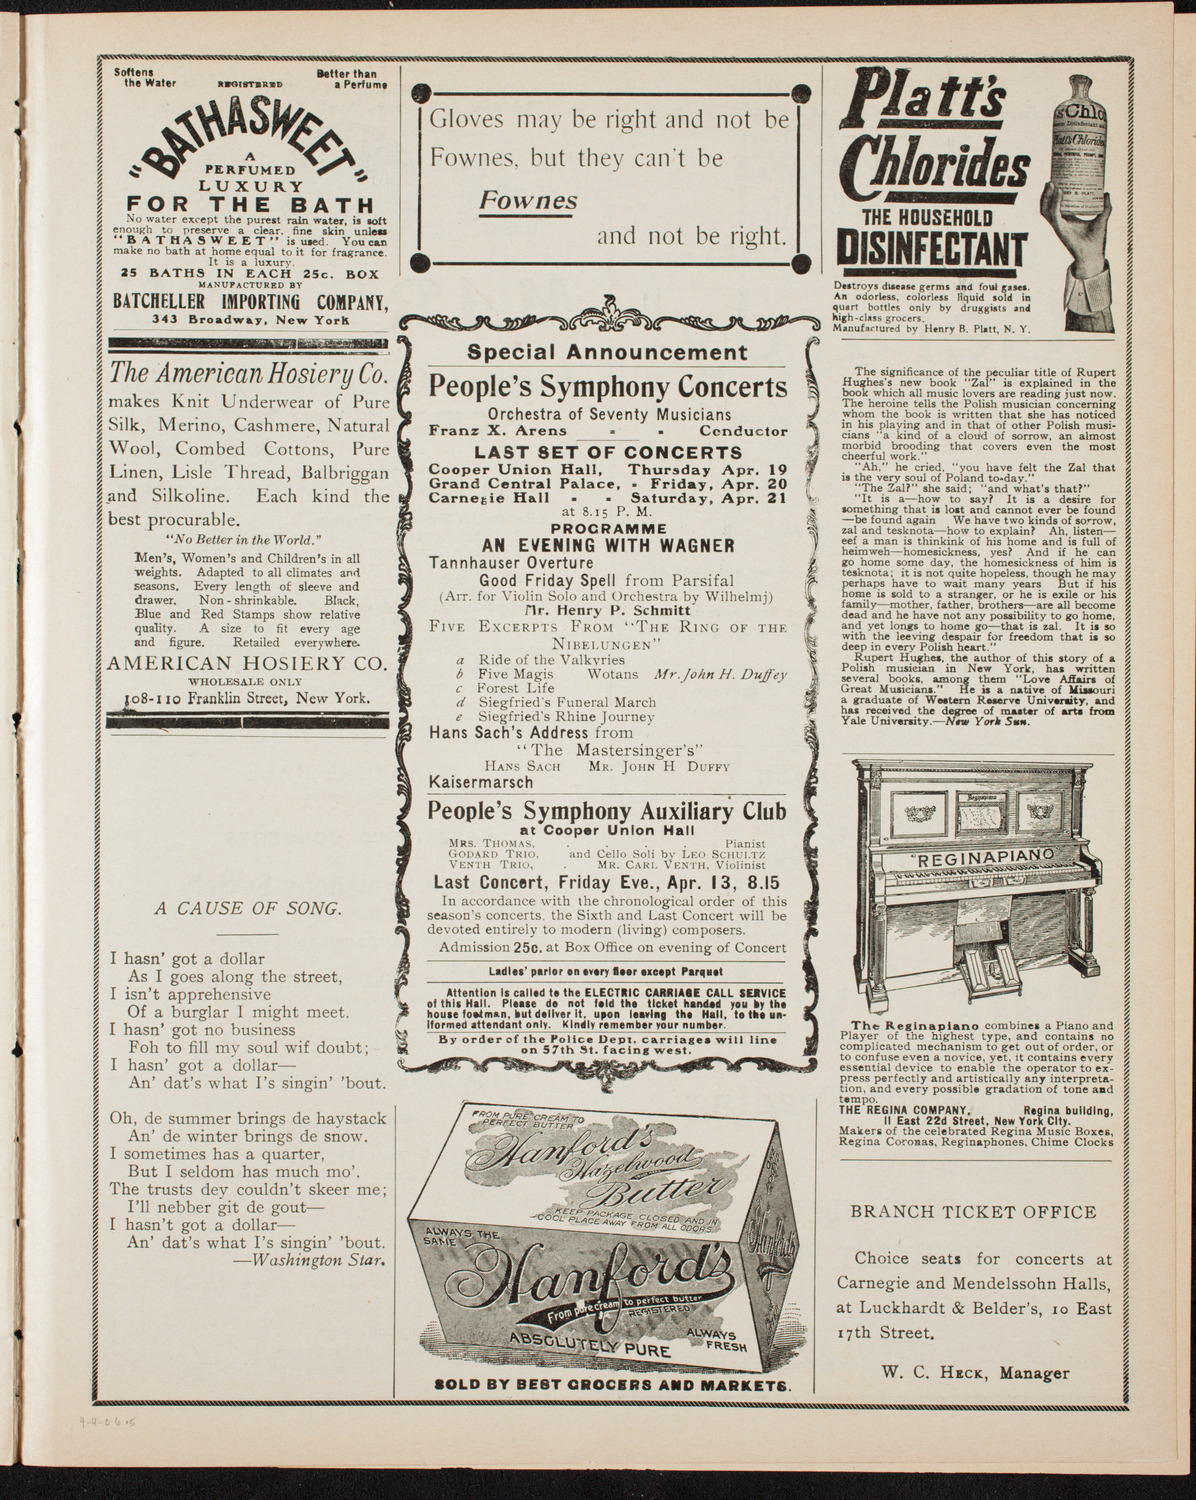 Softens
the Water
REGISTERED
Better than
a Perfume
"BATHASWEET"
A
PERFUMED
LUXURY
FOR THE BATH
No water except the purest rain water, is soft
enough to preserve a clear, fine skin unless
"BATHASWEET" is used. You can
make no bath at home equal to it for fragrance.
It is a luxury.
25 BATHS IN EACH 25c. BOX
MANUFACTURED BY
BATCHELLER IMPORTING COMPANY,
343 Broadway, New York
The American Hosiery Co.
makes Knit Underwear of Pure
Silk, Merino, Cashmere, Natural
Wool, Combed Cottons, Pure
Linen, Lisle Thread, Balbriggan
and Silkoline. Each kind the
best procurable.
"No Better in the World."
Men's, Women's and Children's in all
weights. Adapted to all climates and
seasons. Every length of sleeve and
drawer. Non-shrinkable. Black,
Blue and Red Stamps show relative
quality. A size to fit every age
and figure. Retailed everywhere.
AMERICAN HOSIERY CO.
WHOLESALE ONLY
108-110 Franklin Street, New York.
A CAUSE OF SONG.
I hasn' got a dollar
As I goes along the street,
I isn't apprehensive
Of a burglar I might meet.
I hasn' got no business
Foh to fill my soul wif doubt;
I hasn' got a dollar—
An' dat's what I's singin' 'bout.
Oh, de summer brings de haystack
An' de winter brings de snow.
I sometimes has a quarter,
But I seldom has much mo'.
The trusts dey couldn't skeer me;
I'll nebber git de gout—
I hasn't got a dollar—
An' dat's what I's singin' 'bout.
—Washington Star.
Gloves may be right and not be
Fownes, but they can't be
Fownes
and not be right.
Special Announcement
People's Symphony Concerts
Orchestra of Seventy Musicians
Franz X. Arens - - Conductor
LAST SET OF CONCERTS
Cooper Union Hall, Thursday Apr. 19
Grand Central Palace, - Friday, Apr. 20
Carnegie Hall - - Saturday, Apr. 21
at 8.15 P. M.
PROGRAMME
AN EVENING WITH WAGNER
Tannhauser Overture
Good Friday Spell from Parsifal
(Arr. for Violin Solo and Orchestra by Wilhelmj)
Mr. Henry P. Schmitt
FIVE EXCERPTS FROM "THE RING OF THE
NIBELUNGEN"
a Ride of the Valkyries
b Five Magis Wotans Mr. John H. Duffey
c Forest Life
d Siegfried's Funeral March
e Siegfried's Rhine Journey
Hans Sach's Address from
"The Mastersinger's"
HANS SACH MR. JOHN H DUFFY
Kaisermarsch
People's Symphony Auxiliary Club
at Cooper Union Hall
MRS. THOMAS, . . . . Pianist
GODARD TRIO, and Cello Soli by LEO SCHULTZ
VENTH TRIO, MR. CARL VENTH, Violinist
Last Concert, Friday Eve., Apr. 13, 8.15
In accordance with the chronological order of this
season's concerts, the Sixth and Last Concert will be
devoted entirely to modern (living) composers.
Admission 25c. at Box Office on evening of Concert
Ladies' parlor on every floor except Parquet
Attention is called to the ELECTRIC CARRIAGE CALL SERVICE
of this Hall. Please do not fold the ticket handed you by the
house footman, but deliver it, upon leaving the Hall, to the un-
iformed attendant only. Kindly remember your number.
By order of the Police Dept. carriages will line
on 57th St. facing west.
FROM PURE CREAM TO
PERFECT BUTTER
Hanford's
Hazelwood
Butter
KEEP PACKAGE CLOSED AND IN
COOL PLACE AWAY FROM ALL ODORS.
ALWAYS THE
SAME
Hanford's
From pure cream to perfect butter
REGISTERED
ABSOLUTELY PURE
ALWAYS
FRESH
Hanford's
SOLD BY BEST GROCERS AND MARKETS.
Platt's
Chlorides
THE HOUSEHOLD
DISINFECTANT
Destroys disease germs and foul gases.
An odorless, colorless liquid sold in
quart bottles only by druggists and
high-class grocers.
Manufactured by Henry B. Platt, N. Y.
Platt's Chlorides
The significance of the peculiar title of Rupert
Hughes's new book "Zal" is explained in the
book which all music lovers are reading just now.
The heroine tells the Polish musician concerning
whom the book is written that she has noticed
in his playing and in that of other Polish musi-
cians "a kind of a cloud of sorrow, an almost
morbid brooding that covers even the most
cheerful work."
"Ah," he cried, "you have felt the Zal that
is the very soul of Poland to-day."
"The Zal?" she said; "and what's that?"
"It is a—how to say? It is a desire for
something that is lost and cannot ever be found
—be found again We have two kinds of sorrow,
zal and tesknota—how to explain? Ah, listen—
eef a man is thinkink of his home and is full of
heimweh—homesickness, yes? And if he can
go home some day, the homesickness of him is
tesknota; it is not quite hopeless, though he may
perhaps have to wait many years But if his
home is sold to a stranger, or he is exile or his
family—mother, father, brothers—are all become
dead and he have not any possibility to go home,
and yet longs to home go—that is zal. It is so
with the leeving despair for freedom that is so
deep in every Polish heart."
Rupert Hughes, the author of this story of a
Polish musician in New York, has written
several books, among them "Love Affairs of
Great Musicians." He is a native of Missouri
a graduate of Western Reserve University, and
has received the degree of master of arts from
Yale University.—New York Sun.
Reginapiano
"REGINAPIANO"
The Reginapiano combines a Piano and
Player of the highest type, and contains no
complicated mechanism to get out of order, or
to confuse even a novice, yet, it contains every
essential device to enable the operator to ex-
press perfectly and artistically any interpreta-
tion, and every possible gradation of tone and
tempo.
THE REGINA COMPANY, Regina building,
11 East 22d Street, New York City.
Makers of the celebrated Regina Music Boxes,
Regina Coronas, Reginaphones, Chime Clocks
BRANCH TICKET OFFICE
Choice seats for concerts at
Carnegie and Mendelssohn Halls,
at Luckhardt & Belder's, 10 East
17th Street.
W. C. HECK, Manager